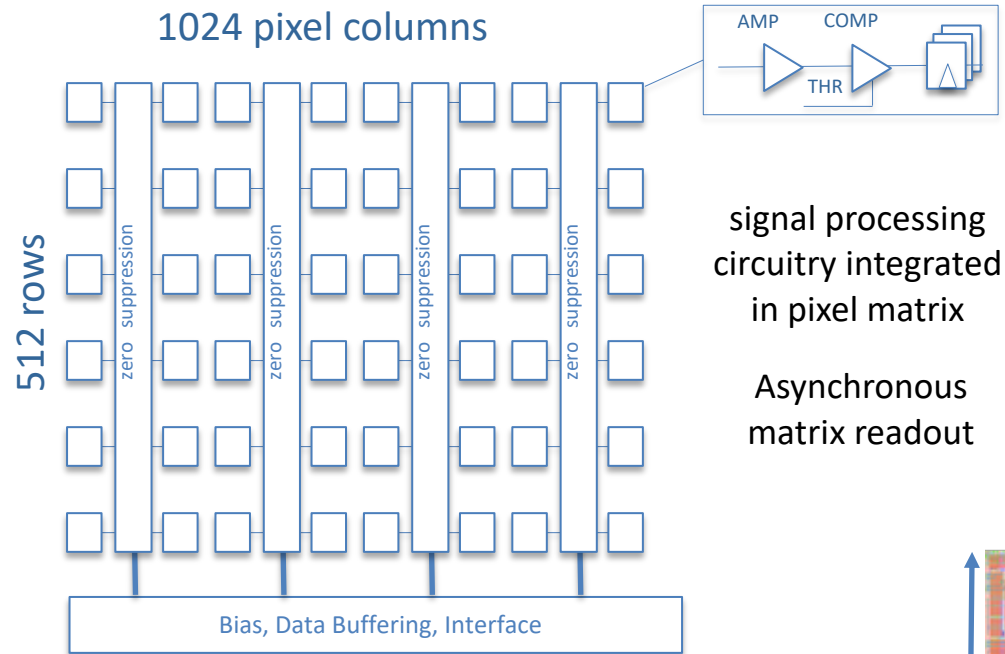 1024 pixel columns
AMP
COMP
THR
512 rows
zero suppression
zero suppression
zero suppression
zero suppression
signal processing
circuitry integrated
in pixel matrix
Asynchronous
matrix readout
Bias, Data Buffering, Interface